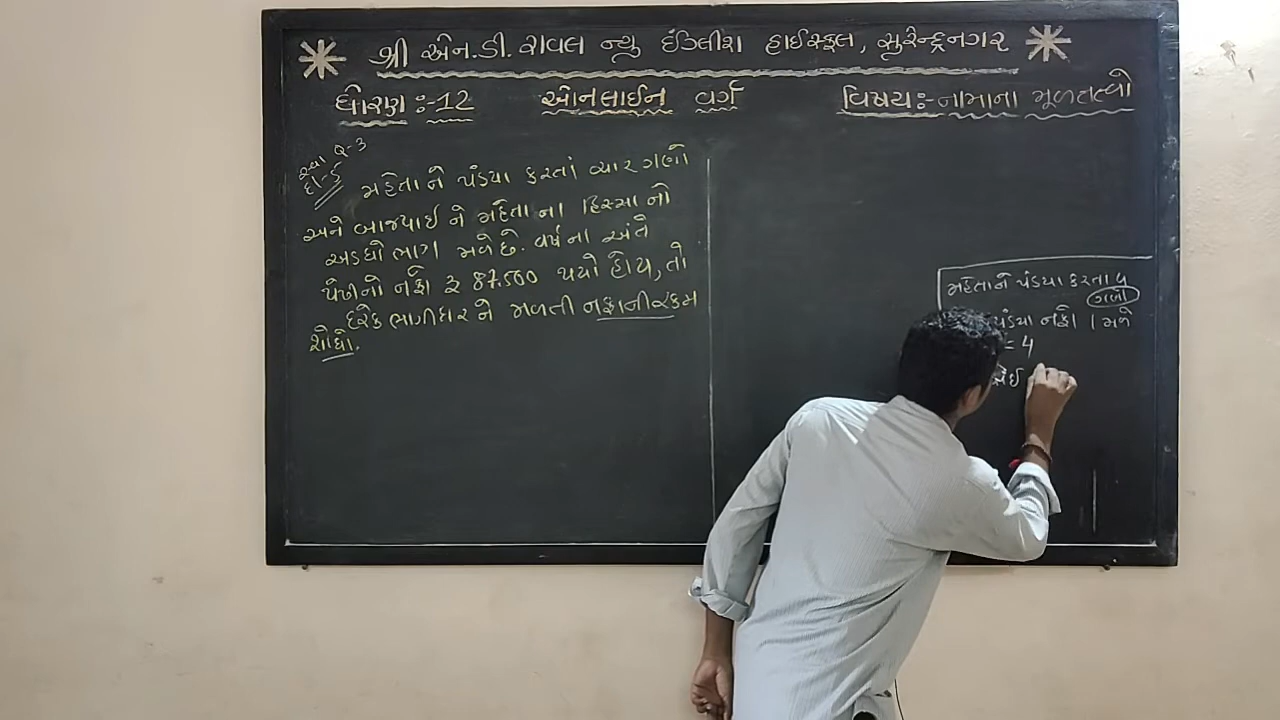 શ્રી એન.ડી. રાવલ ન્યુ ઇંગ્લીશ હાઈસ્કૂલ, સુરેન્દ્રનગર
ધોરણ :-12 ઓનલાઈન વર્ગ વિષય:- નામાના મૂળતત્વો
સ્વા Q-3
દા-ડ
મહેતાને પંડયા કરતાં ચાર ગણો
અને બાજપાઈ ને મહેતા ના હિસ્સા નો
અડધો ભાગ મળે છે. વર્ષ ના અંતે
પેઢીનો નફો રૂ 87,500 થયો હોય, તો
દરેક ભાગીદાર ને મળતી નફાની રકમ
શોધો.
મહેતાને પંડયા કરતા 4
ગણો
પંડયા નફો 1 મળે
= 4